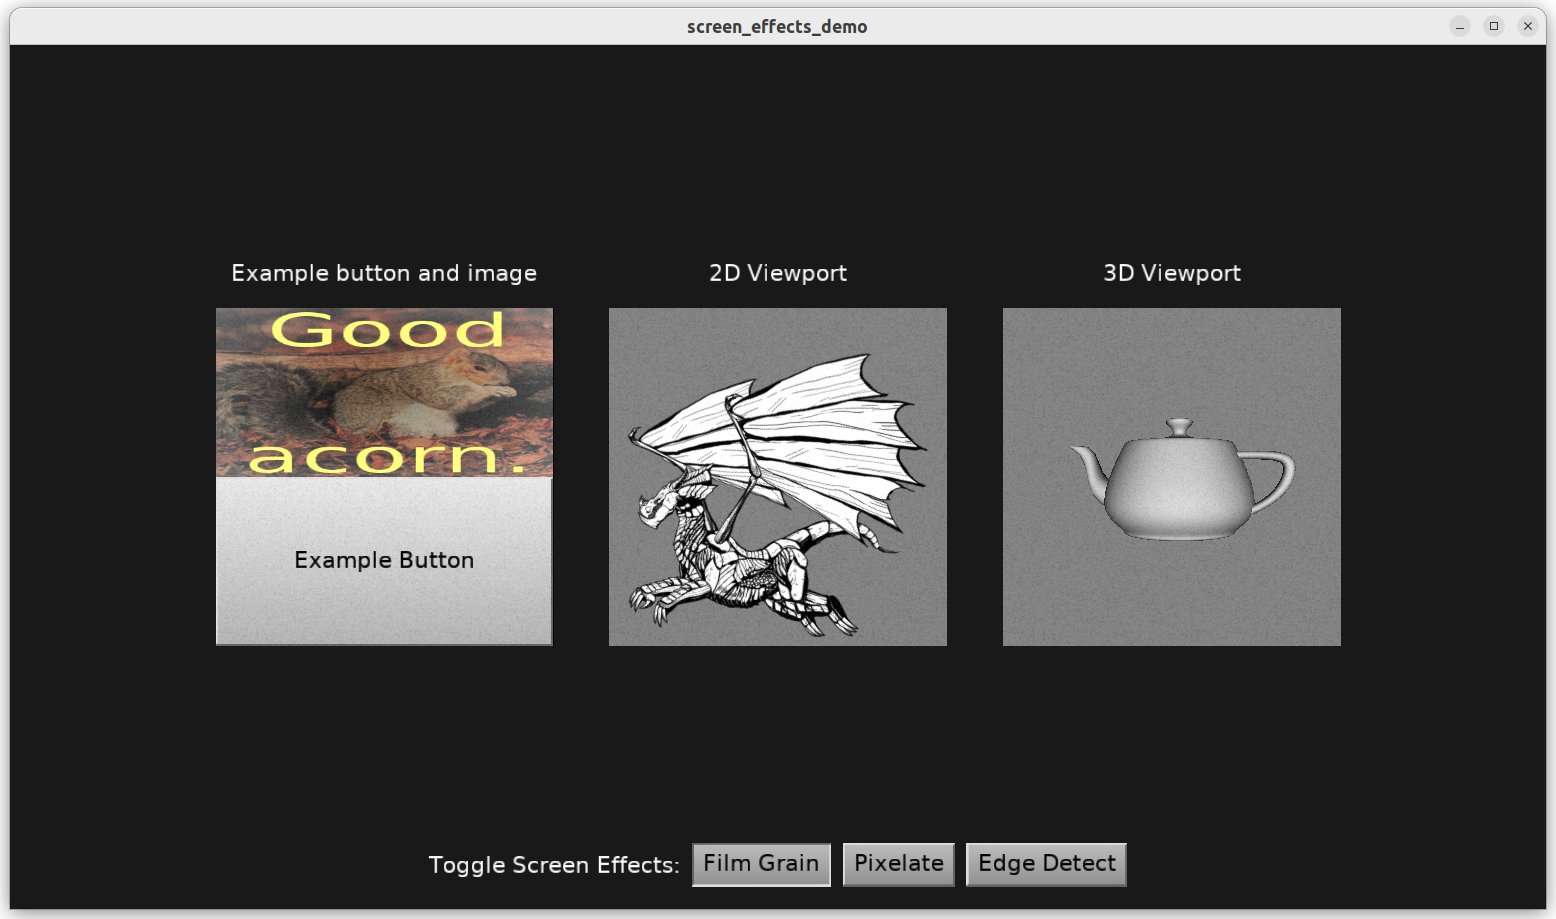 screen_effects_demo
Example button and image
2D Viewport
3D Viewport
Good
acorn.
Example Button
Toggle Screen Effects:
Film Grain
Pixelate
Edge Detect